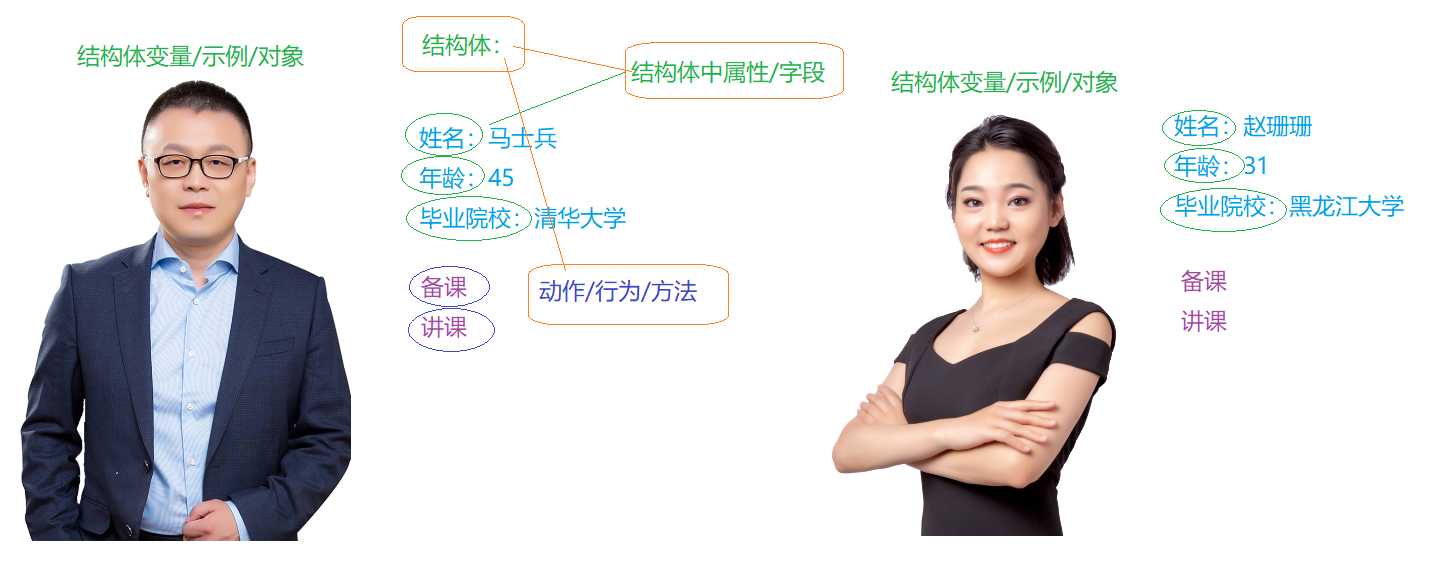 结构体变量/示例/对象
结构体:
结构体中属性/字段
姓名:马士兵
年龄:45
毕业院校:清华大学
备课
讲课
动作/行为/方法
结构体变量/示例/对象
姓名:赵珊珊
年龄:31
毕业院校:黑龙江大学
备课
讲课